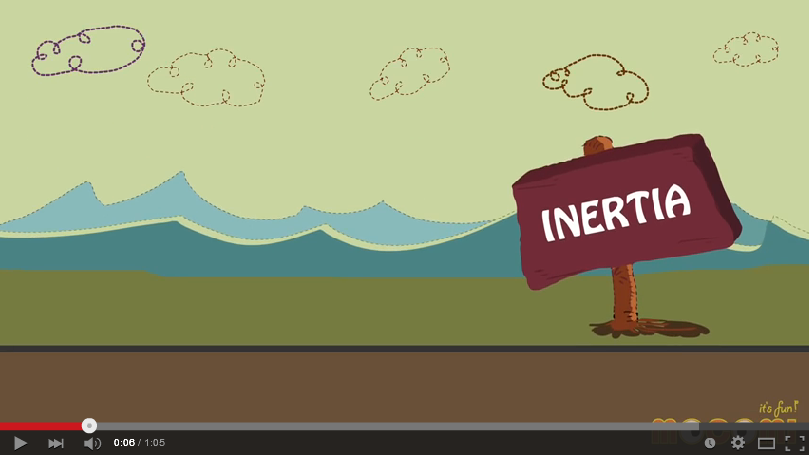 INERTIA
it's fun!
0:06 / 1:05